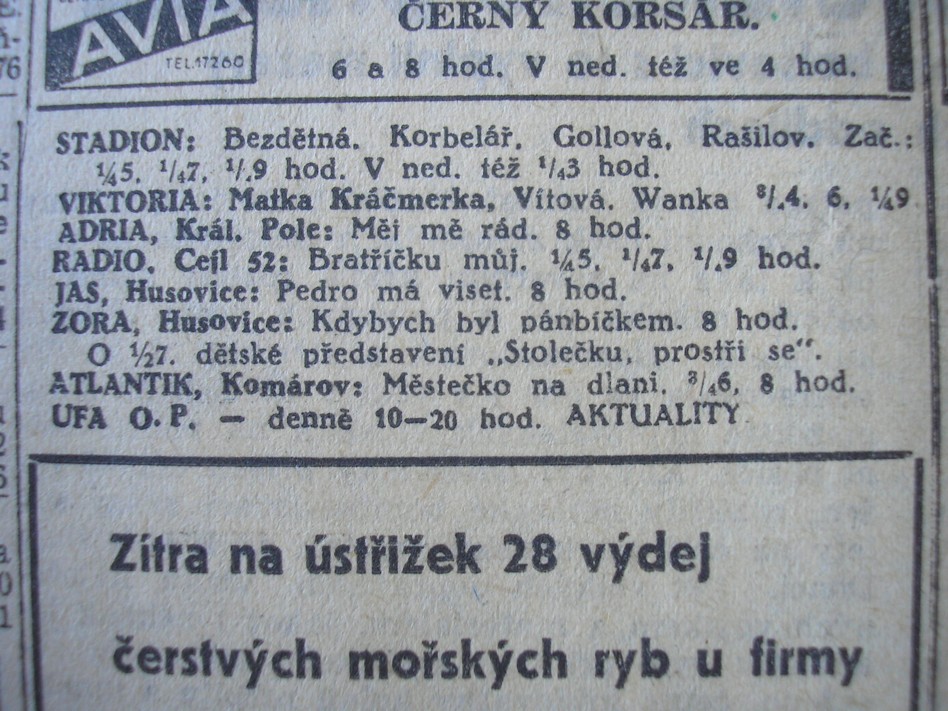 AVIA
TEL.17260
ČERNÝ KORSÁR.
6 a 8 hod. V ned. též ve 4 hod.
STADION: Bezdětná. Korbelář, Gollová, Rašilov. Zač.:
¼5, ¼7, ¼9 hod. V ned. též ¼3 hod.
VIKTORIA: Matka Kráčmerka, Vítová, Wanka ¾4, 6, ¼9
ADRIA, Král. Pole: Měj mě rád. 8 hod.
RADIO, Cejl 52: Bratříčku můj. ¼5, ¼7, ¼9 hod.
JAS, Husovice: Pedro má viset. 8 hod.
ZORA, Husovice: Kdybych byl pánbíčkem. 8 hod.
O ½7. dětské představení „Stolečku, prostři se“.
ATLANTIK, Komárov: Městečko na dlani, ¾6, 8 hod.
UFA O. P. — denně 10—20 hod. AKTUALITY
Zítra na ústřižek 28 výdej
čerstvých mořských ryb u firmy